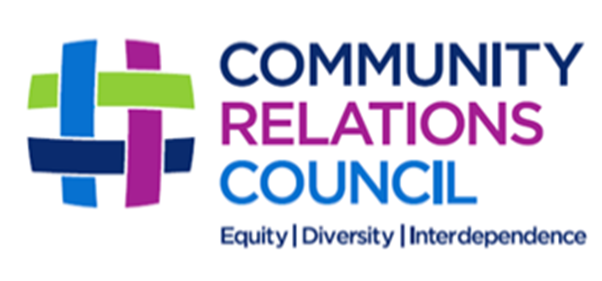 COMMUNITY
RELATIONS
COUNCIL
Equity | Diversity | Interdependence